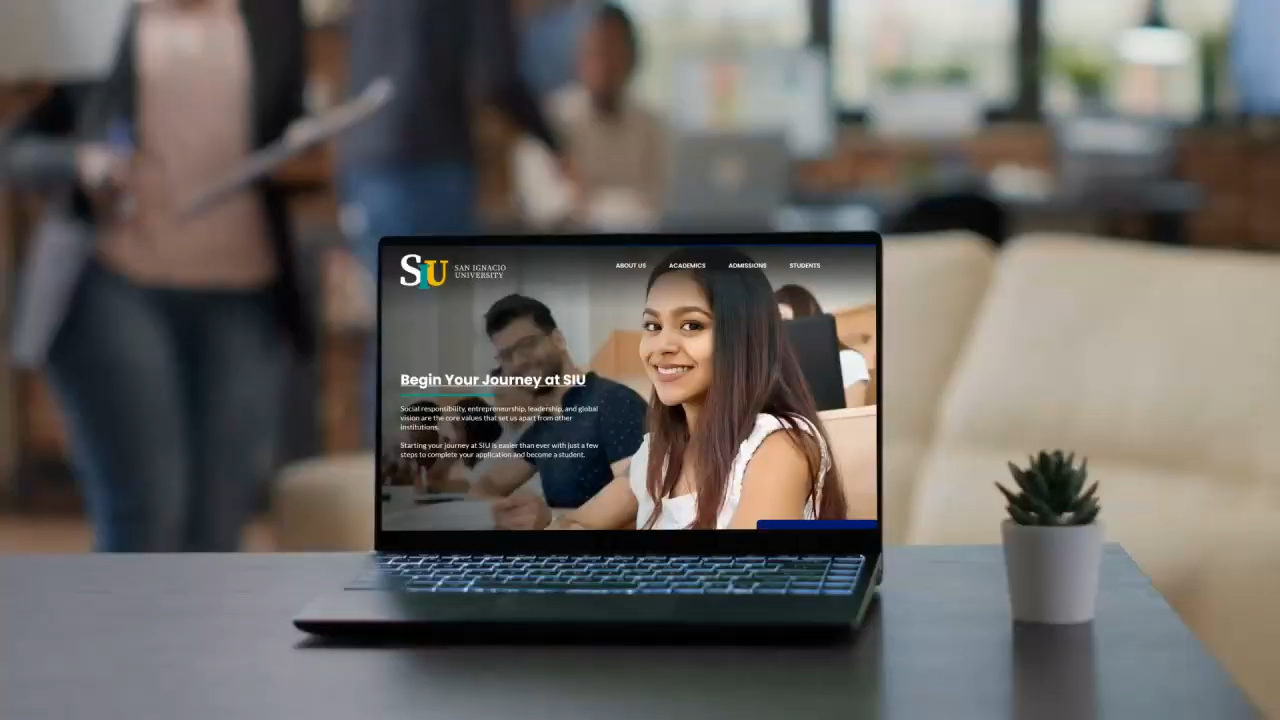 SIU
SAN IGNACIO
UNIVERSITY
ABOUT US
ACADEMICS
ADMISSIONS
STUDENTS
Begin Your Journey at SIU
Social responsibility, entrepreneurship, leadership, and global
vision are the core values that set us apart from other
institutions.
Starting your journey at SIU is easier than ever with just a few
steps to complete your application and become a student.